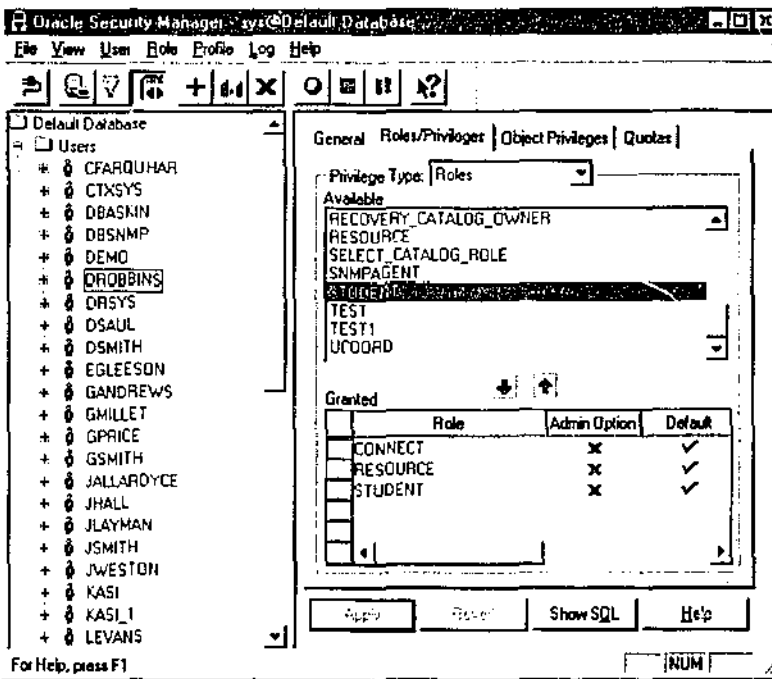 Oracle Security Manager - sys@Default Database
File View User Role Profile Log Help
Default Database
Users
CFARQUHAR
CTXSYS
DBASKIN
DBSNMP
DEMO
DROBBINS
DRSYS
DSAUL
DSMITH
EGLEESON
GANDREWS
GMILLET
GPRICE
GSMITH
JALLARDYCE
JHALL
JLAYMAN
JSMITH
JWESTON
KASI
KASI_1
LEVANS
General Roles/Privileges Object Privileges Quotas
Privilege Type: Roles
Available
RECOVERY_CATALOG_OWNER
RESOURCE
SELECT_CATALOG_ROLE
SNMPAGENT
STUDENT
TEST
TEST1
UCOORD
Granted
Role Admin Option Default
CONNECT
RESOURCE
STUDENT
Apply Revert Show SQL Help
For Help, press F1
NUM